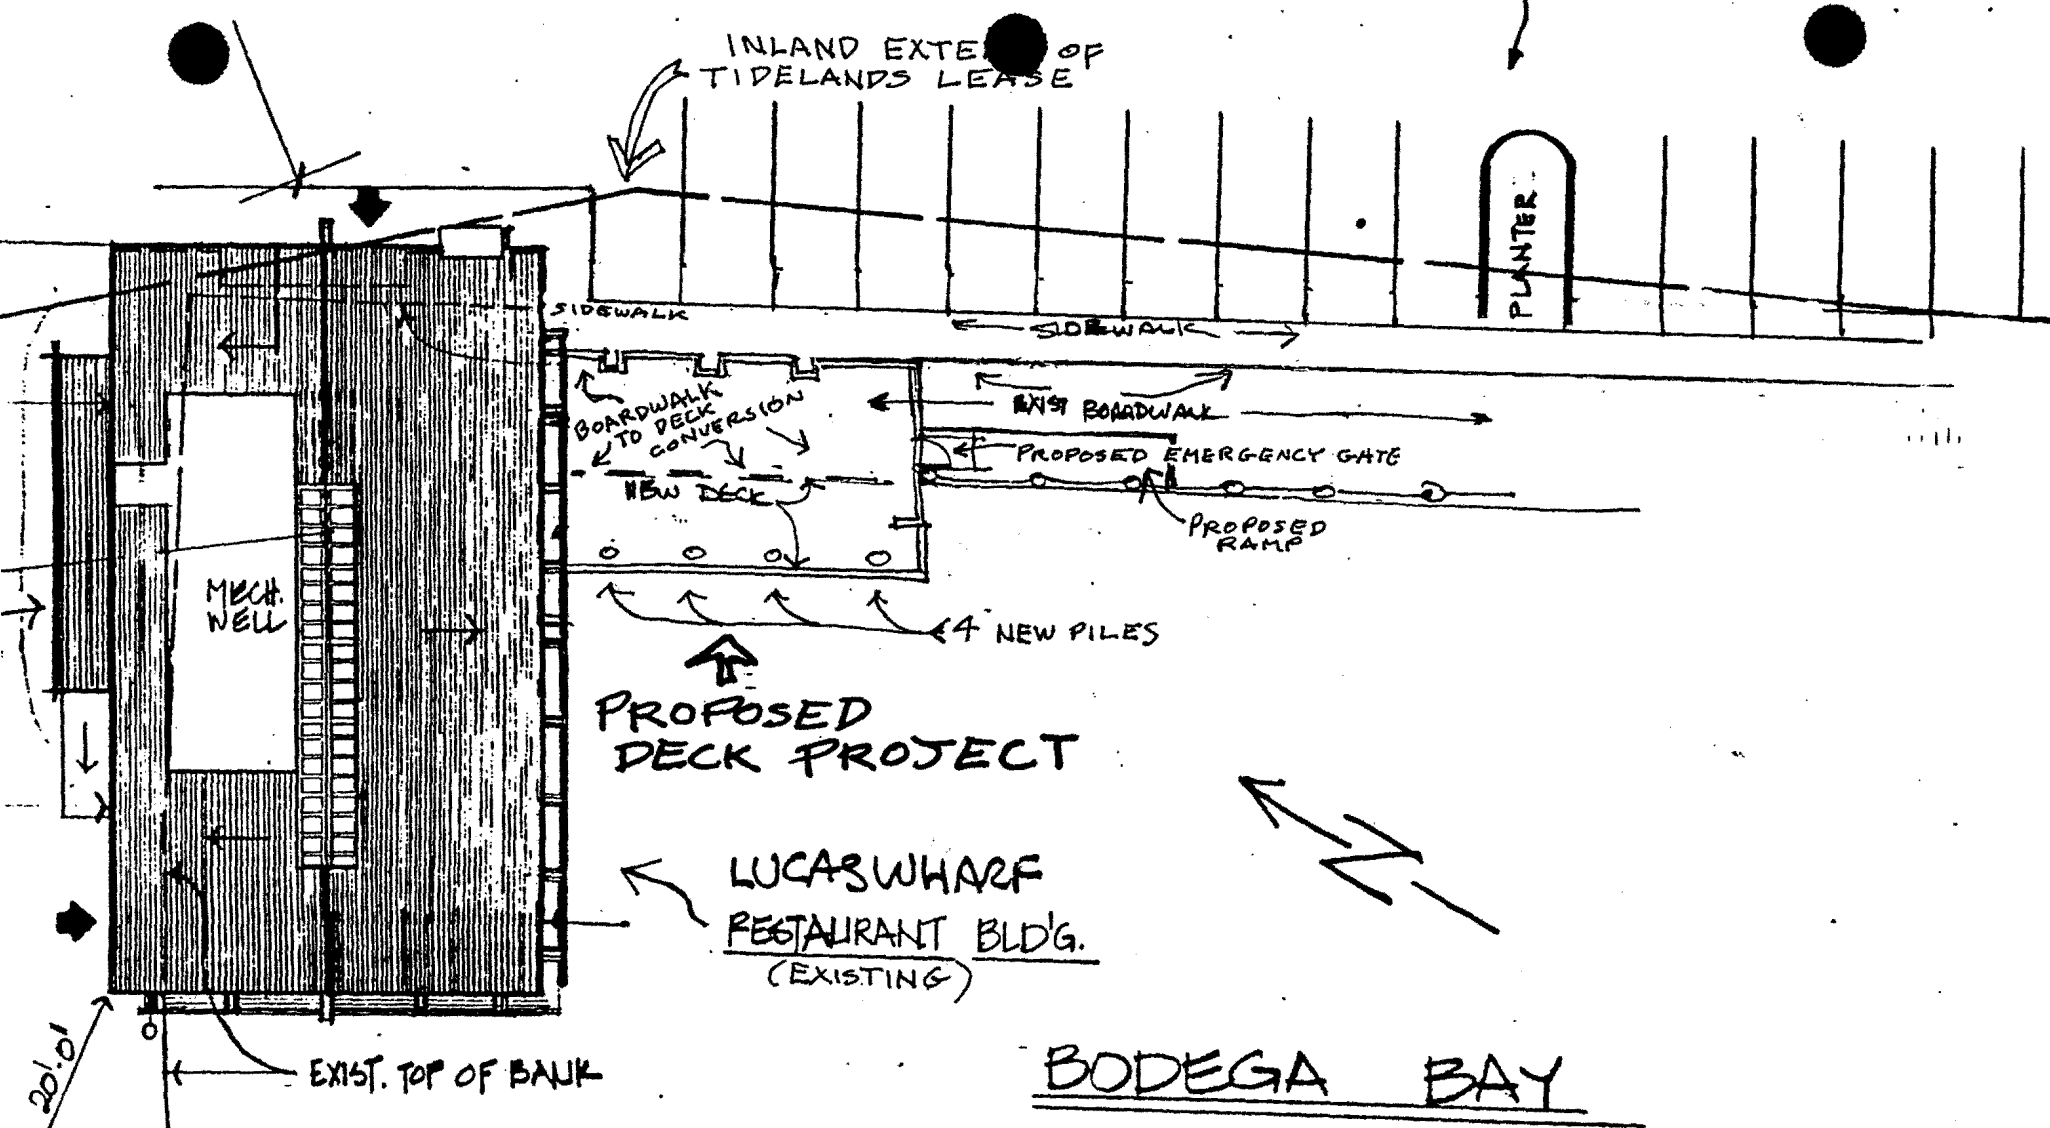 INLAND EXTE OF
TIDELANDS LEASE
PLANTER
SIDEWALK
SIDEWALK
BOARDWALK
TO DECK
CONVERSION
EXIST BOARDWALK
PROPOSED EMERGENCY GATE
NEW DECK
PROPOSED
RAMP
MECH.
WELL
4 NEW PILES
PROPOSED
DECK PROJECT
LUCAS WHARF
RESTAURANT BLD'G.
(EXISTING)
20'.0"
EXIST. TOP OF BANK
BODEGA BAY